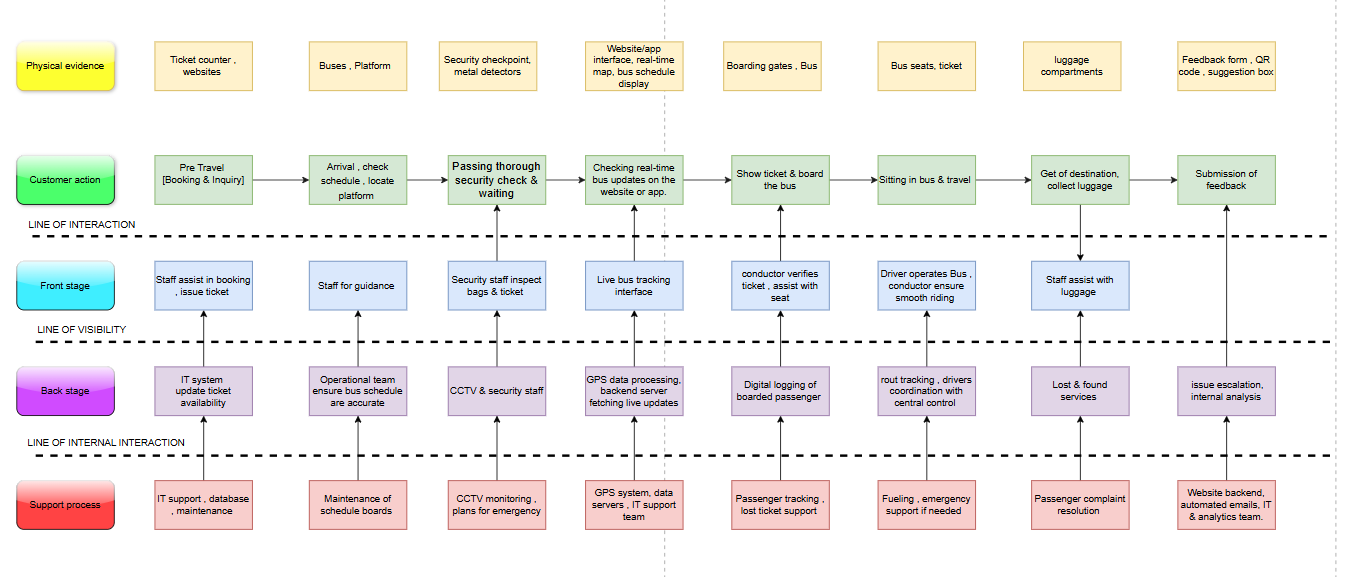 Physical evidence
Ticket counter ,
websites
Buses , Platform
Security checkpoint,
metal detectors
Website/app
interface, real-time
map, bus schedule
display
Boarding gates , Bus
Bus seats, ticket
luggage
compartments
Feedback form , QR
code , suggestion box
Customer action
Pre Travel
[Booking & Inquiry]
Arrival , check
schedule , locate
platform
Passing thorough
security check &
waiting
Checking real-time
bus updates on the
website or app.
Show ticket & board
the bus
Sitting in bus & travel
Get of destination,
collect luggage
Submission of
feedback
LINE OF INTERACTION
Front stage
Staff assist in booking
, issue ticket
Staff for guidance
Security staff inspect
bags & ticket
Live bus tracking
interface
conductor verifies
ticket , assist with
seat
Driver operates Bus ,
conductor ensure
smooth riding
Staff assist with
luggage
LINE OF VISIBILITY
Back stage
IT system
update ticket
availability
Operational team
ensure bus schedule
are accurate
CCTV & security staff
GPS data processing,
backend server
fetching live updates
Digital logging of
boarded passenger
rout tracking , drivers
coordination with
central control
Lost & found
services
issue escalation,
internal analysis
LINE OF INTERNAL INTERACTION
Support process
IT support , database
, maintenance
Maintenance of
schedule boards
CCTV monitoring ,
plans for emergency
GPS system, data
servers , IT support
team
Passenger tracking ,
lost ticket support
Fueling , emergency
support if needed
Passenger complaint
resolution
Website backend,
automated emails, IT
& analytics team.